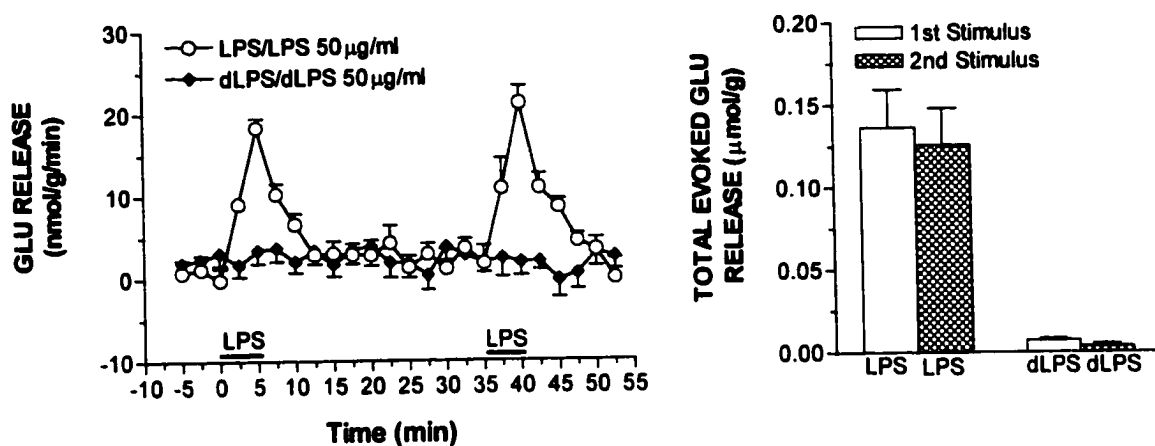 GLU RELEASE
(nmol/g/min)
30
20
10
0
-10
LPS/LPS 50 μg/ml
dLPS/dLPS 50 μg/ml
LPS
LPS
-10 -5 0 5 10 15 20 25 30 35 40 45 50 55
Time (min)
TOTAL EVOKED GLU
RELEASE (μmol/g)
0.20
0.15
0.10
0.05
0.00
1st Stimulus
2nd Stimulus
LPS LPS dLPS dLPS